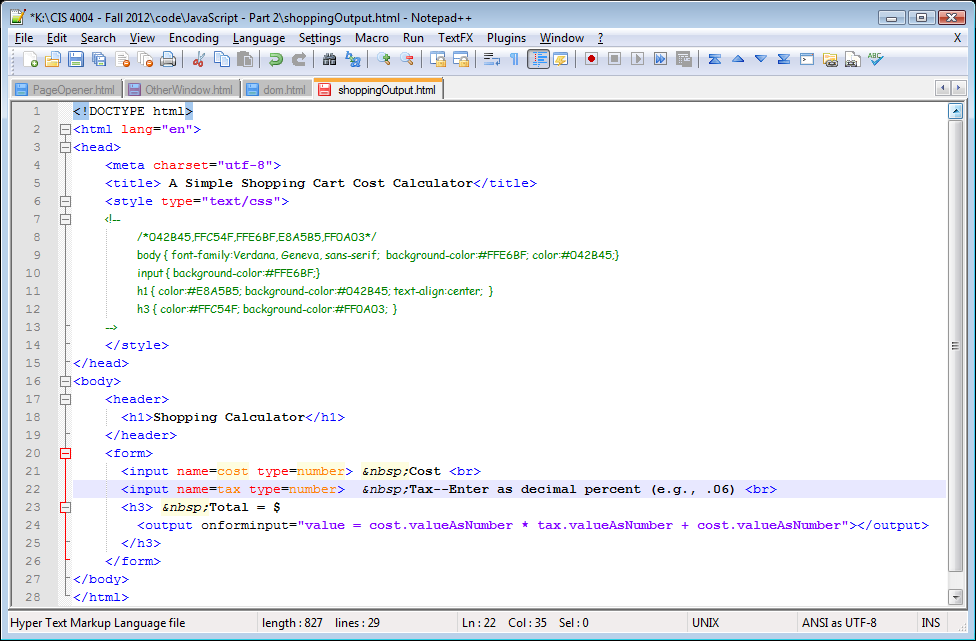 *K:\CIS 4004 - Fall 2012\code\JavaScript - Part 2\shoppingOutput.html - Notepad++
File Edit Search View Encoding Language Settings Macro Run TextFX Plugins Window ? X
PageOpener.html OtherWindow.html dom.html shoppingOutput.html
1 <!DOCTYPE html>
2 <html lang="en">
3 <head>
4 <meta charset="utf-8">
5 <title> A Simple Shopping Cart Cost Calculator</title>
6 <style type="text/css">
7 <!--
8 /*042B45,FFC54F,FFE6BF,E8A5B5,FF0A03*/
9 body { font-family:Verdana, Geneva, sans-serif;  background-color:#FFE6BF; color:#042B45;}
10 input { background-color:#FFE6BF;}
11 h1 { color:#E8A5B5; background-color:#042B45; text-align:center;  }
12 h3 { color:#FFC54F; background-color:#FF0A03; }
13 -->
14 </style>
15 </head>
16 <body>
17 <header>
18 <h1>Shopping Calculator</h1>
19 </header>
20 <form>
21 <input name=cost type=number> &nbsp;Cost <br>
22 <input name=tax type=number>  &nbsp;Tax--Enter as decimal percent (e.g., .06) <br>
23 <h3> &nbsp;Total = $
24 <output onforminput="value = cost.valueAsNumber * tax.valueAsNumber + cost.valueAsNumber"></output>
25 </h3>
26 </form>
27 </body>
28 </html>
Hyper Text Markup Language file length : 827 lines : 29 Ln : 22 Col : 35 Sel : 0 UNIX ANSI as UTF-8 INS